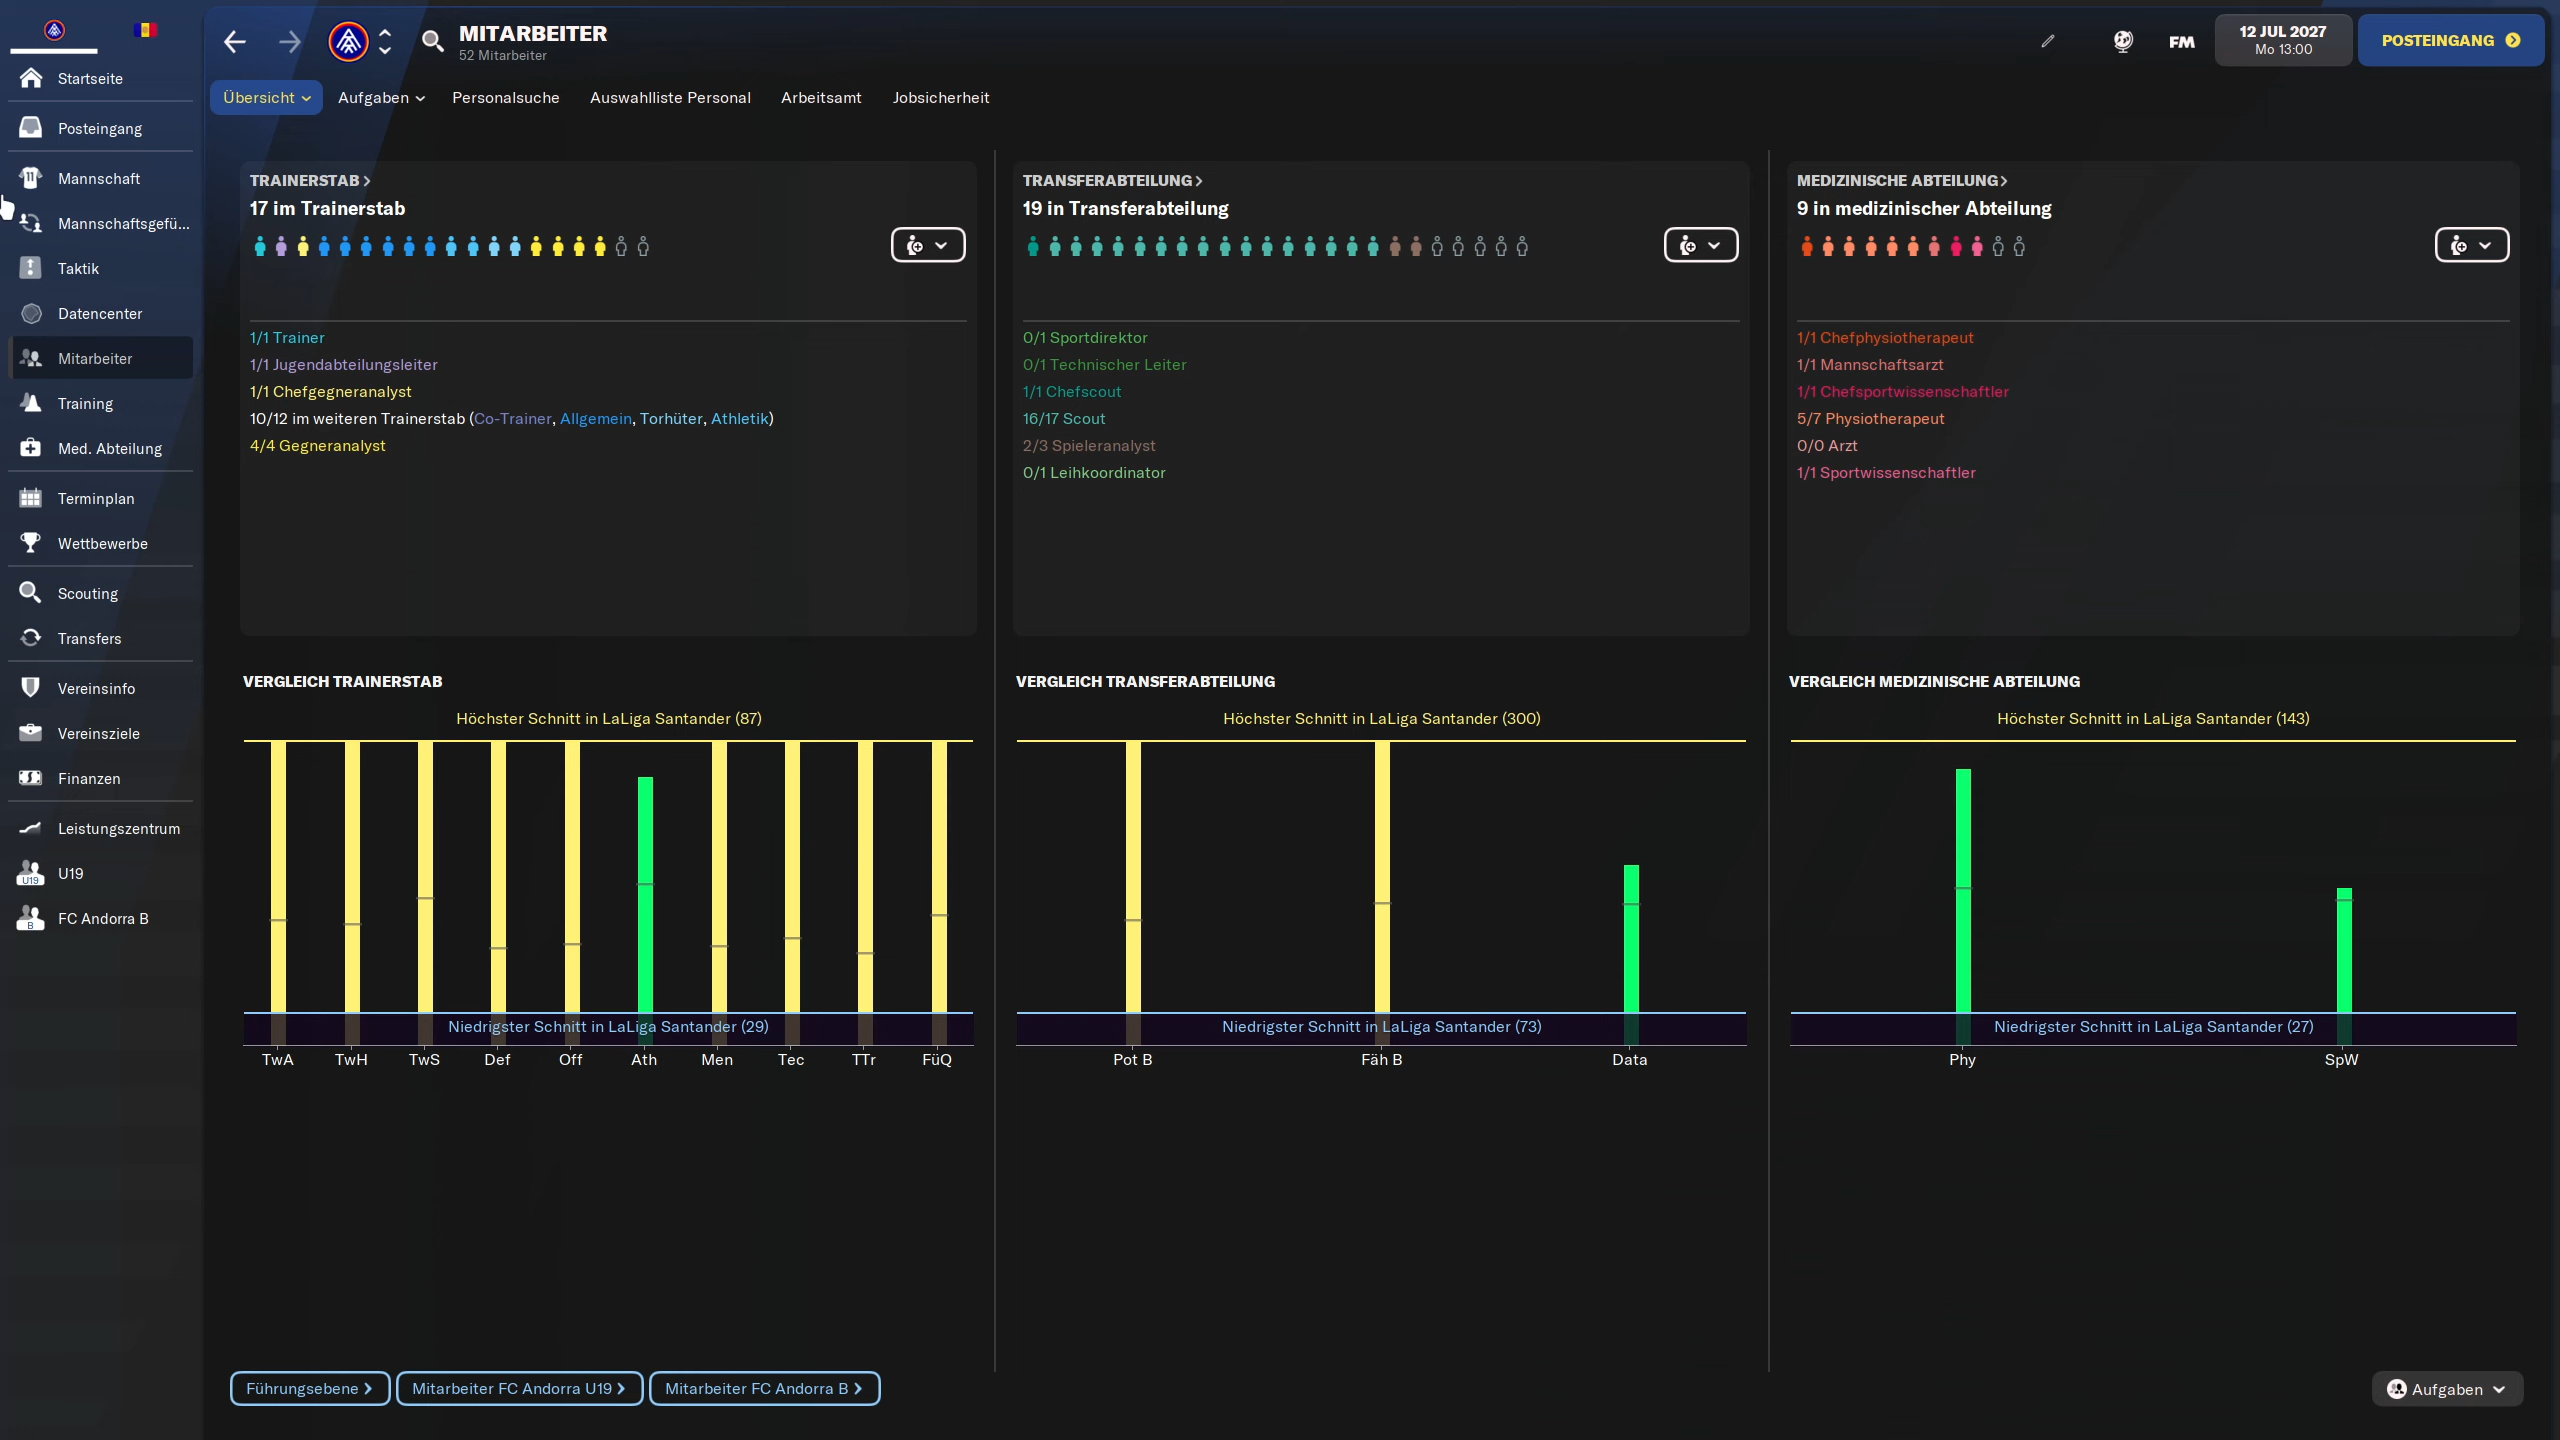 MITARBEITER
52 Mitarbeiter
FM
12 JUL 2027
Mo 13:00
POSTEINGANG
Übersicht
Aufgaben
Personalsuche
Auswahlliste Personal
Arbeitsamt
Jobsicherheit
Startseite
Posteingang
Mannschaft
Mannschaftsgefü...
Taktik
Datencenter
Mitarbeiter
Training
Med. Abteilung
Terminplan
Wettbewerbe
Scouting
Transfers
Vereinsinfo
Vereinsziele
Finanzen
Leistungszentrum
U19
U19
B
FC Andorra B
TRAINERSTAB
17 im Trainerstab
1/1 Trainer
1/1 Jugendabteilungsleiter
1/1 Chefgegneranalyst
10/12 im weiteren Trainerstab (Co-Trainer, Allgemein, Torhüter, Athletik)
4/4 Gegneranalyst
TRANSFERABTEILUNG
19 in Transferabteilung
0/1 Sportdirektor
0/1 Technischer Leiter
1/1 Chefscout
16/17 Scout
2/3 Spieleranalyst
0/1 Leihkoordinator
MEDIZINISCHE ABTEILUNG
9 in medizinischer Abteilung
1/1 Chefphysiotherapeut
1/1 Mannschaftsarzt
1/1 Chefsportwissenschaftler
5/7 Physiotherapeut
0/0 Arzt
1/1 Sportwissenschaftler
VERGLEICH TRAINERSTAB
Höchster Schnitt in LaLiga Santander (87)
Niedrigster Schnitt in LaLiga Santander (29)
TwA TwH TwS Def Off Ath Men Tec TTr FüQ
VERGLEICH TRANSFERABTEILUNG
Höchster Schnitt in LaLiga Santander (300)
Niedrigster Schnitt in LaLiga Santander (73)
Pot B Fäh B Data
VERGLEICH MEDIZINISCHE ABTEILUNG
Höchster Schnitt in LaLiga Santander (143)
Niedrigster Schnitt in LaLiga Santander (27)
Phy SpW
Führungsebene
Mitarbeiter FC Andorra U19
Mitarbeiter FC Andorra B
Aufgaben